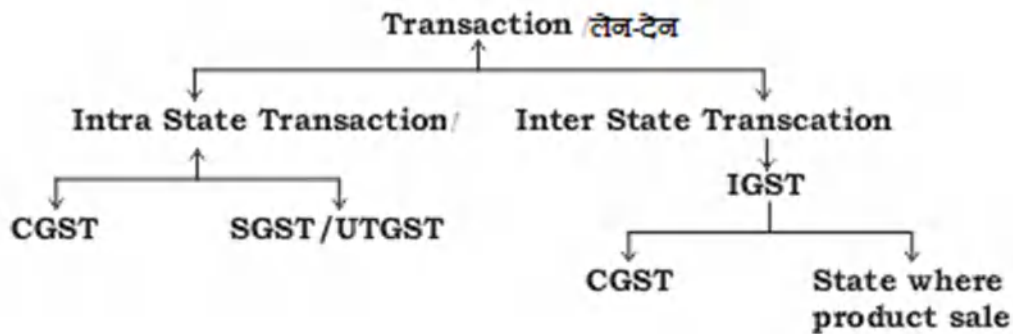 Transaction /लेन-देन
Intra State Transaction/ Inter State Transcation
IGST
CGST SGST/UTGST
CGST State where
product sale